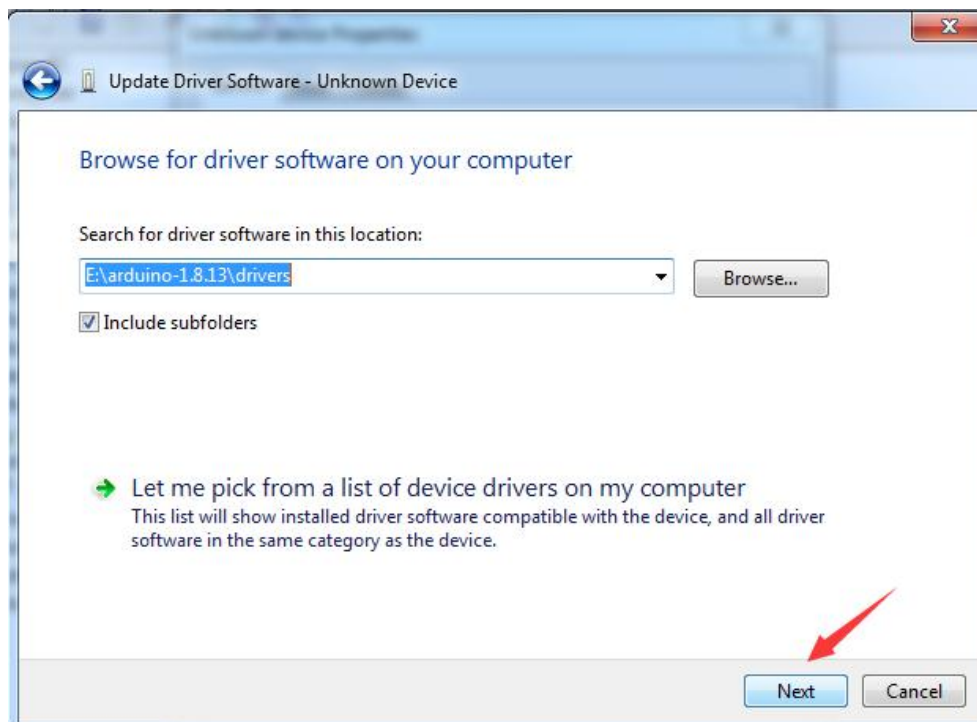 Update Driver Software - Unknown Device
Browse for driver software on your computer
Search for driver software in this location:
E:\arduino-1.8.13\drivers
Browse...
Include subfolders
Let me pick from a list of device drivers on my computer
This list will show installed driver software compatible with the device, and all driver
software in the same category as the device.
Next
Cancel